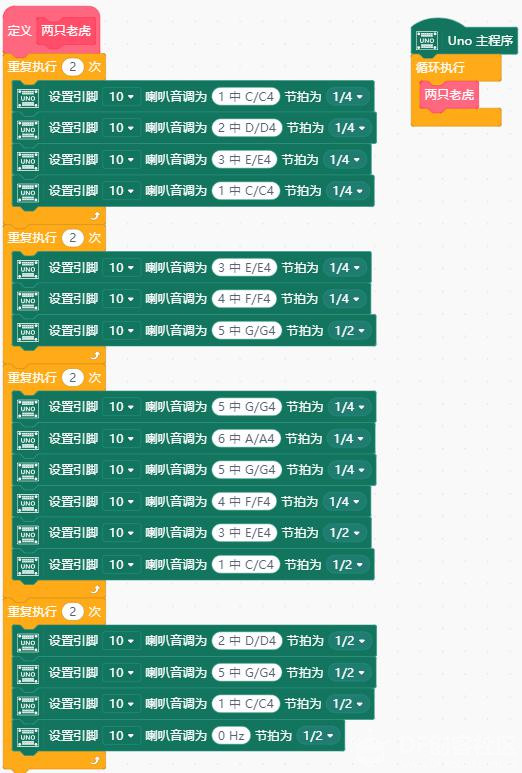 定义 两只老虎
重复执行 2 次
UNO 设置引脚 10 喇叭音调为 1 中 C/C4 节拍为 1/4
UNO 设置引脚 10 喇叭音调为 2 中 D/D4 节拍为 1/4
UNO 设置引脚 10 喇叭音调为 3 中 E/E4 节拍为 1/4
UNO 设置引脚 10 喇叭音调为 1 中 C/C4 节拍为 1/4
重复执行 2 次
UNO 设置引脚 10 喇叭音调为 3 中 E/E4 节拍为 1/4
UNO 设置引脚 10 喇叭音调为 4 中 F/F4 节拍为 1/4
UNO 设置引脚 10 喇叭音调为 5 中 G/G4 节拍为 1/2
重复执行 2 次
UNO 设置引脚 10 喇叭音调为 5 中 G/G4 节拍为 1/4
UNO 设置引脚 10 喇叭音调为 6 中 A/A4 节拍为 1/4
UNO 设置引脚 10 喇叭音调为 5 中 G/G4 节拍为 1/4
UNO 设置引脚 10 喇叭音调为 4 中 F/F4 节拍为 1/4
UNO 设置引脚 10 喇叭音调为 3 中 E/E4 节拍为 1/2
UNO 设置引脚 10 喇叭音调为 1 中 C/C4 节拍为 1/2
重复执行 2 次
UNO 设置引脚 10 喇叭音调为 2 中 D/D4 节拍为 1/2
UNO 设置引脚 10 喇叭音调为 5 中 G/G4 节拍为 1/2
UNO 设置引脚 10 喇叭音调为 1 中 C/C4 节拍为 1/2
UNO 设置引脚 10 喇叭音调为 0 Hz 节拍为 1/2
UNO Uno 主程序
循环执行
两只老虎